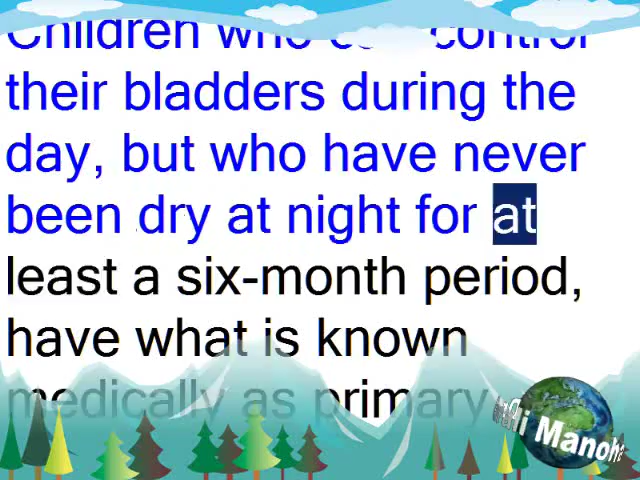 Children who can control
their bladders during the
day, but who have never
been dry at night for at
least a six-month period,
have what is known
medically as primary
Manoha